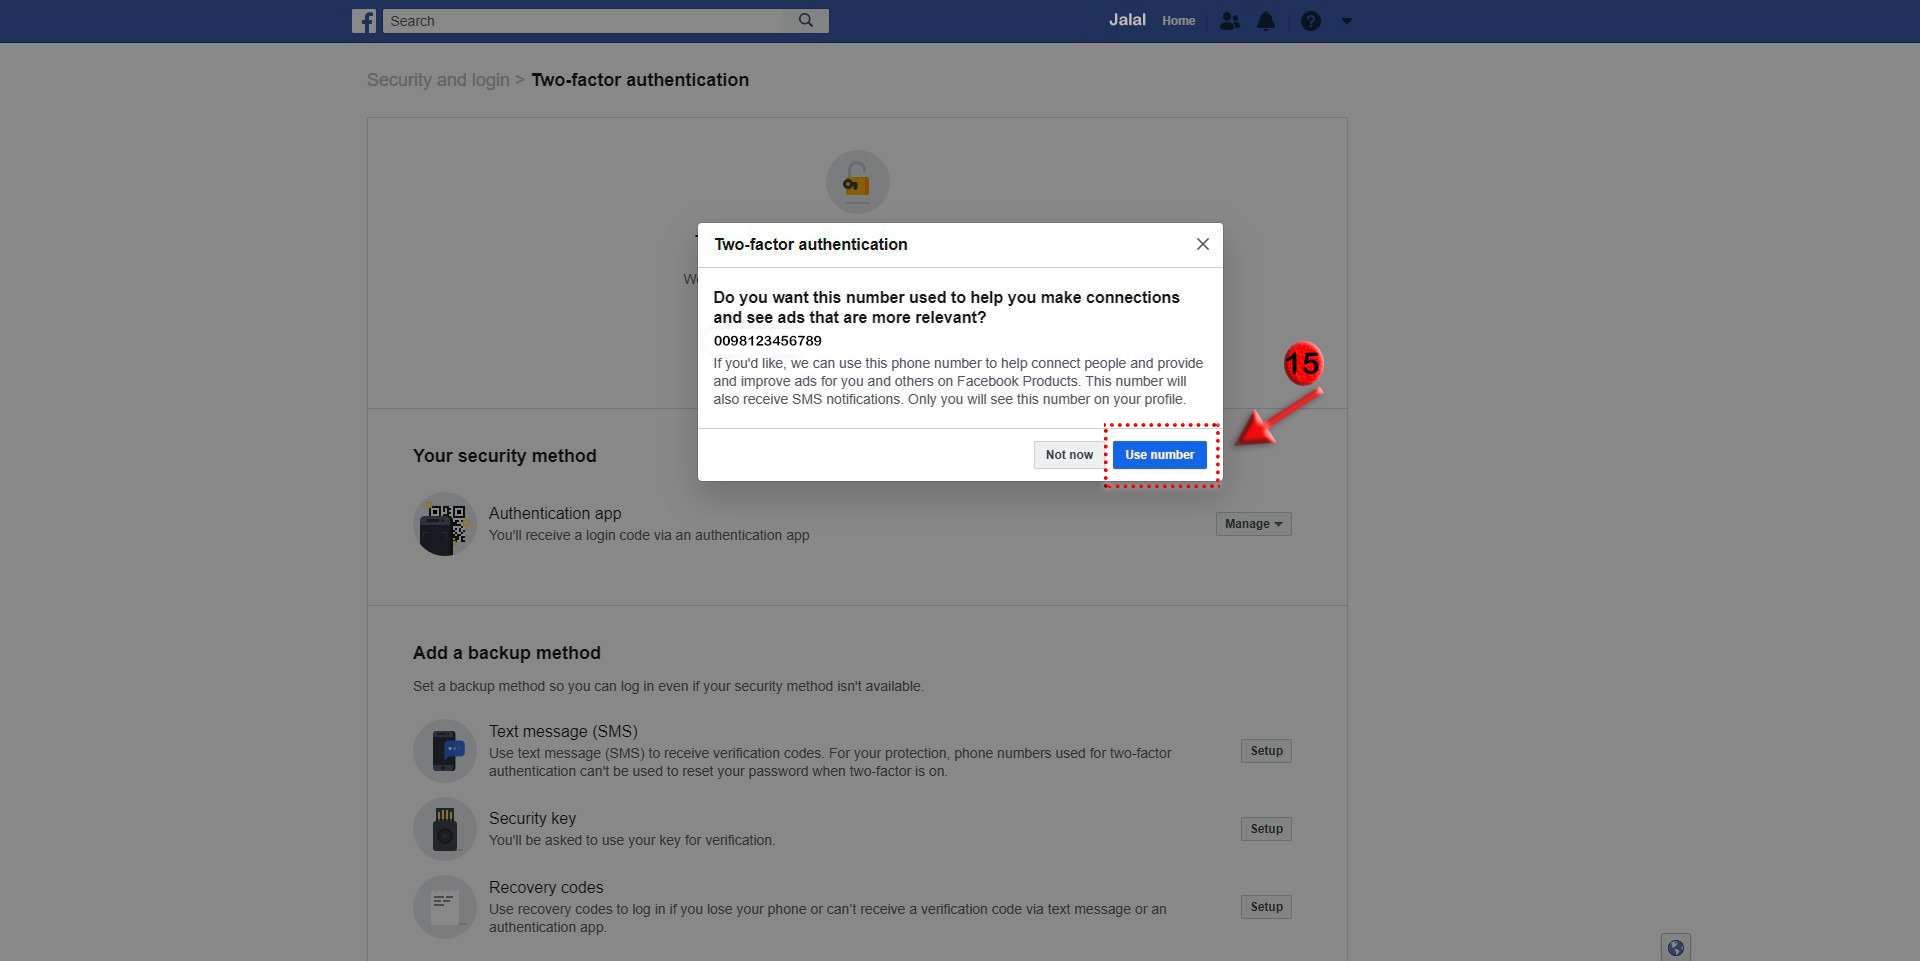 Search
Jalal Home
Security and login > Two-factor authentication
Two-factor authentication
Do you want this number used to help you make connections
and see ads that are more relevant?
0098123456789
If you'd like, we can use this phone number to help connect people and provide
and improve ads for you and others on Facebook Products. This number will
also receive SMS notifications. Only you will see this number on your profile.
15
Not now Use number
Your security method
Authentication app
You'll receive a login code via an authentication app
Manage
Add a backup method
Set a backup method so you can log in even if your security method isn't available.
Text message (SMS)
Use text message (SMS) to receive verification codes. For your protection, phone numbers used for two-factor
authentication can't be used to reset your password when two-factor is on.
Setup
Security key
You'll be asked to use your key for verification.
Setup
Recovery codes
Use recovery codes to log in if you lose your phone or can't receive a verification code via text message or an
authentication app.
Setup